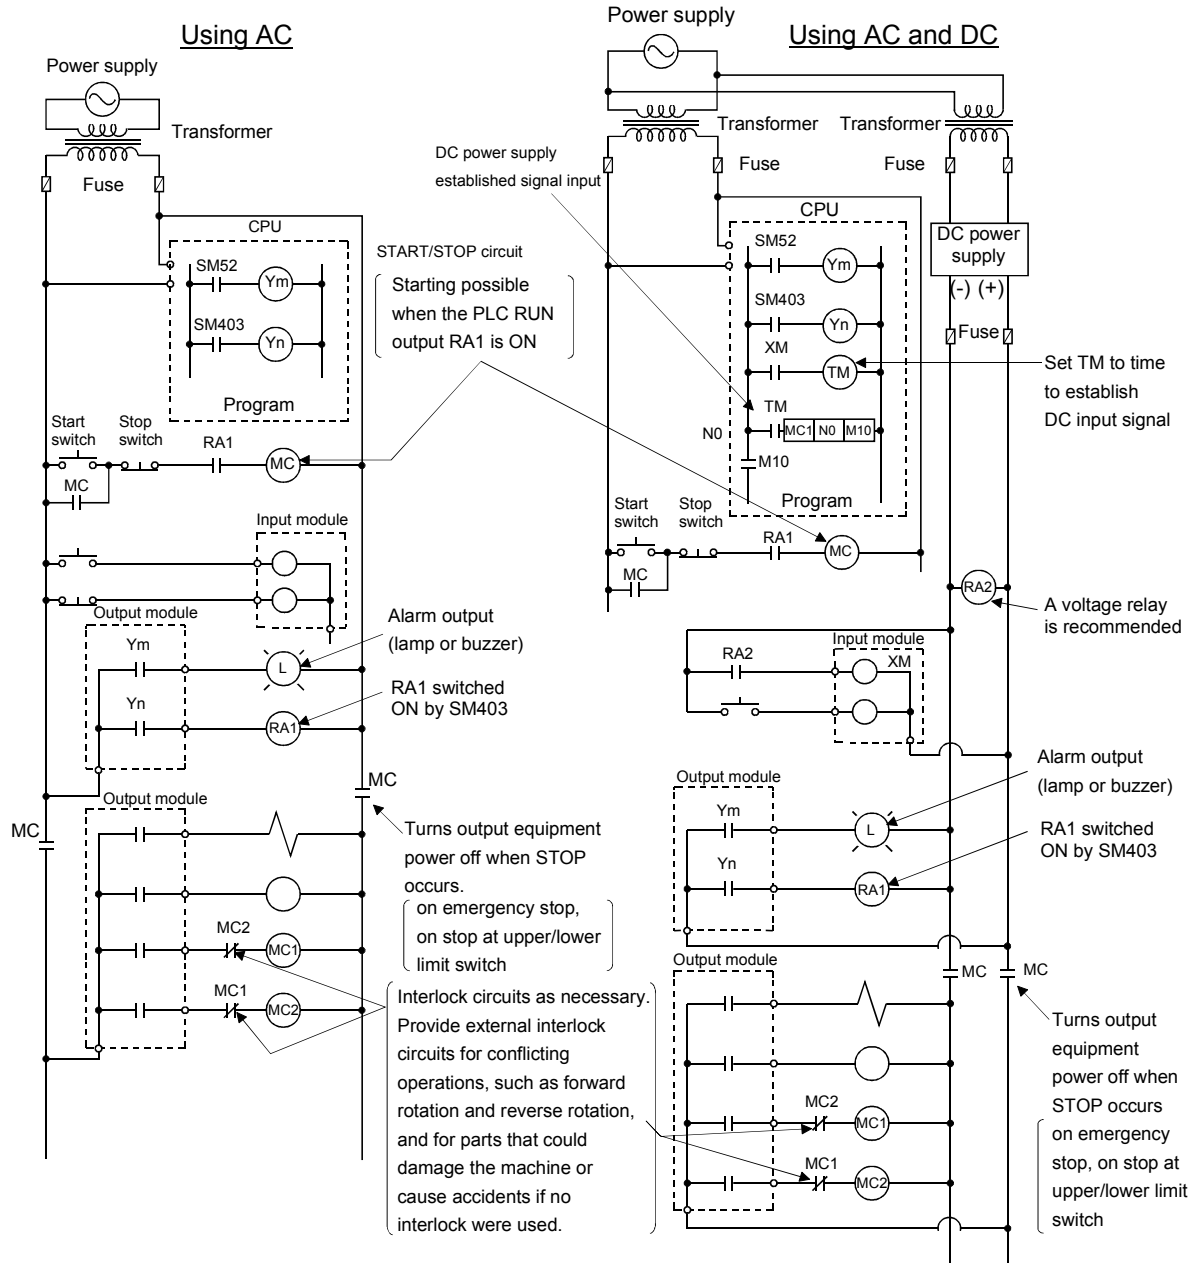 Using AC
Power supply
Transformer
Fuse
CPU
SM52
Ym
SM403
Yn
Program
Start
switch
Stop
switch
RA1
MC
MC
Input module
Output module
Ym
L
Yn
RA1
Alarm output
(lamp or buzzer)
RA1 switched
ON by SM403
MC
MC
Output module
MC2
MC1
MC1
MC2
START/STOP circuit
Starting possible
when the PLC RUN
output RA1 is ON
Turns output equipment
power off when STOP
occurs.
on emergency stop,
on stop at upper/lower
limit switch
Interlock circuits as necessary.
Provide external interlock
circuits for conflicting
operations, such as forward
rotation and reverse rotation,
and for parts that could
damage the machine or
cause accidents if no
interlock were used.
Using AC and DC
Power supply
Transformer
Transformer
Fuse
Fuse
DC power supply
established signal input
CPU
SM52
Ym
SM403
Yn
XM
TM
TM
N0
MC1 N0 M10
M10
Program
DC power
supply
(-) (+)
Fuse
Set TM to time
to establish
DC input signal
Start
switch
Stop
switch
RA1
MC
MC
RA2
A voltage relay
is recommended
Input module
RA2
XM
Output module
Ym
L
Yn
RA1
Alarm output
(lamp or buzzer)
RA1 switched
ON by SM403
MC
MC
Output module
MC2
MC1
MC1
MC2
Turns output
equipment
power off when
STOP occurs
on emergency
stop, on stop at
upper/lower limit
switch